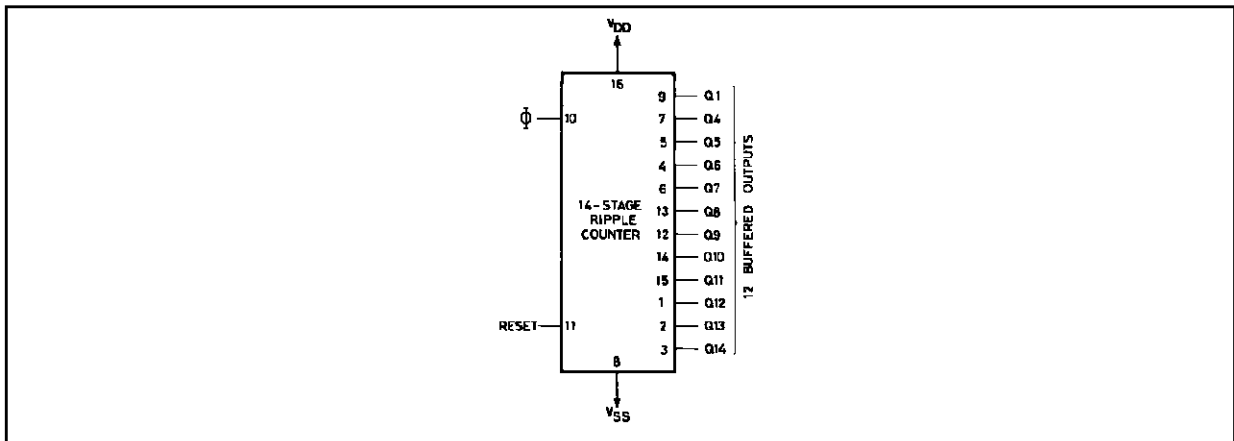 VDD
16
9 Q1
Φ 10 7 Q4
5 Q5
4 Q6
6 Q7
14-STAGE 13 Q8
RIPPLE
COUNTER 12 Q9
14 Q10
15 Q11
1 Q12
RESET 11 2 Q13
3 Q14
8
VSS
12 BUFFERED OUTPUTS